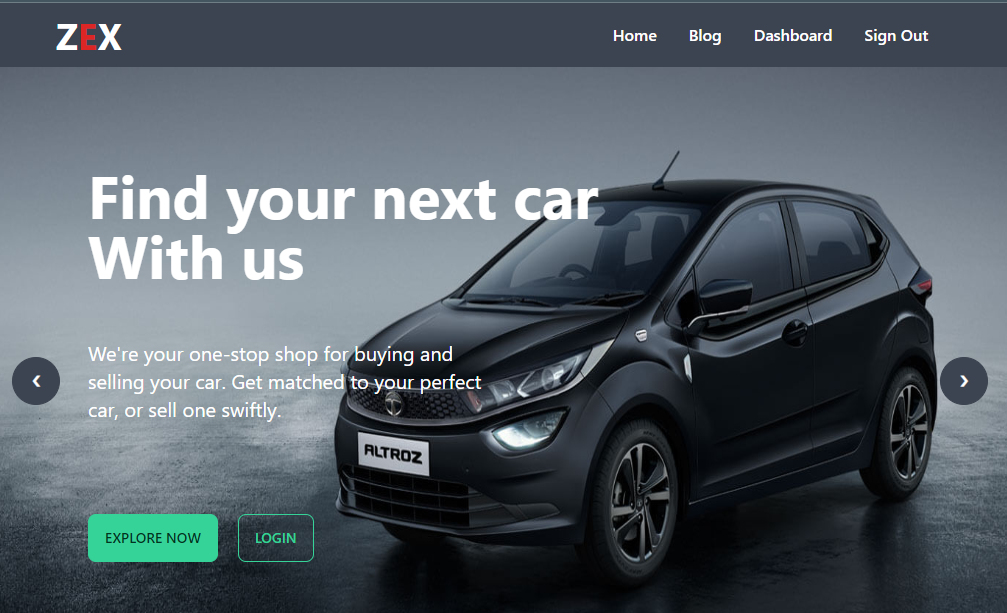 ZEX
Home Blog Dashboard Sign Out
Find your next car
With us
We're your one-stop shop for buying and
selling your car. Get matched to your perfect
car, or sell one swiftly.
‹ ›
ALTROZ
EXPLORE NOW LOGIN